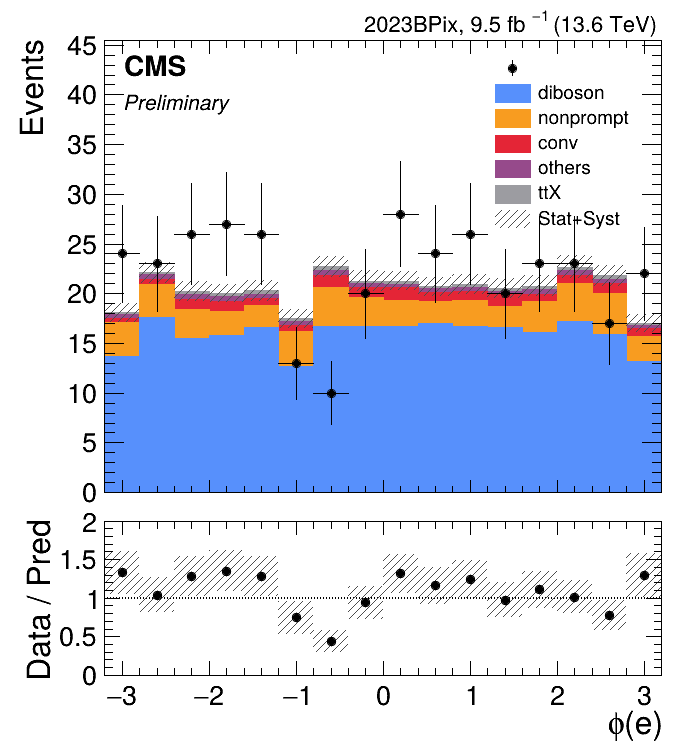 2023BPix, 9.5 fb⁻¹ (13.6 TeV)
CMS
Preliminary
Events
45
40
35
30
25
20
15
10
5
0
diboson
nonprompt
conv
others
ttX
Stat+Syst
Data / Pred
2
1.5
1
0.5
0
−3 −2 −1 0 1 2 3
ϕ(e)